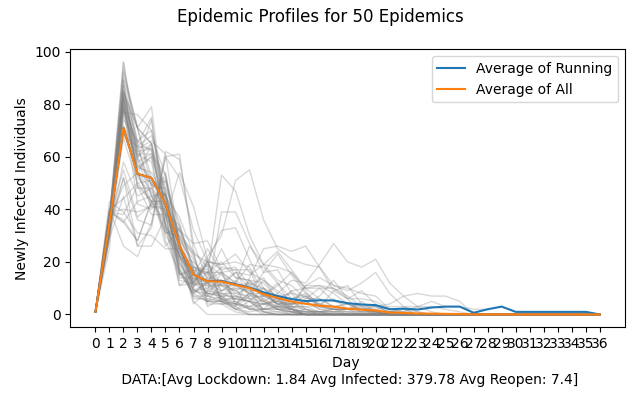 Epidemic Profiles for 50 Epidemics
100
80
60
40
20
0
Newly Infected Individuals
Average of Running
Average of All
0 1 2 3 4 5 6 7 8 9 10 11 12 13 14 15 16 17 18 19 20 21 22 23 24 25 26 27 28 29 30 31 32 33 34 35 36
Day
DATA:[Avg Lockdown: 1.84 Avg Infected: 379.78 Avg Reopen: 7.4]